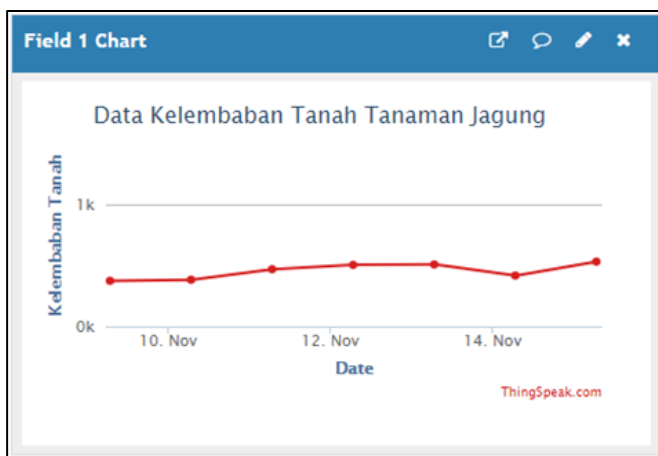 Field 1 Chart
Data Kelembaban Tanah Tanaman Jagung
Kelembaban Tanah
1k
0k
10. Nov
12. Nov
14. Nov
Date
ThingSpeak.com